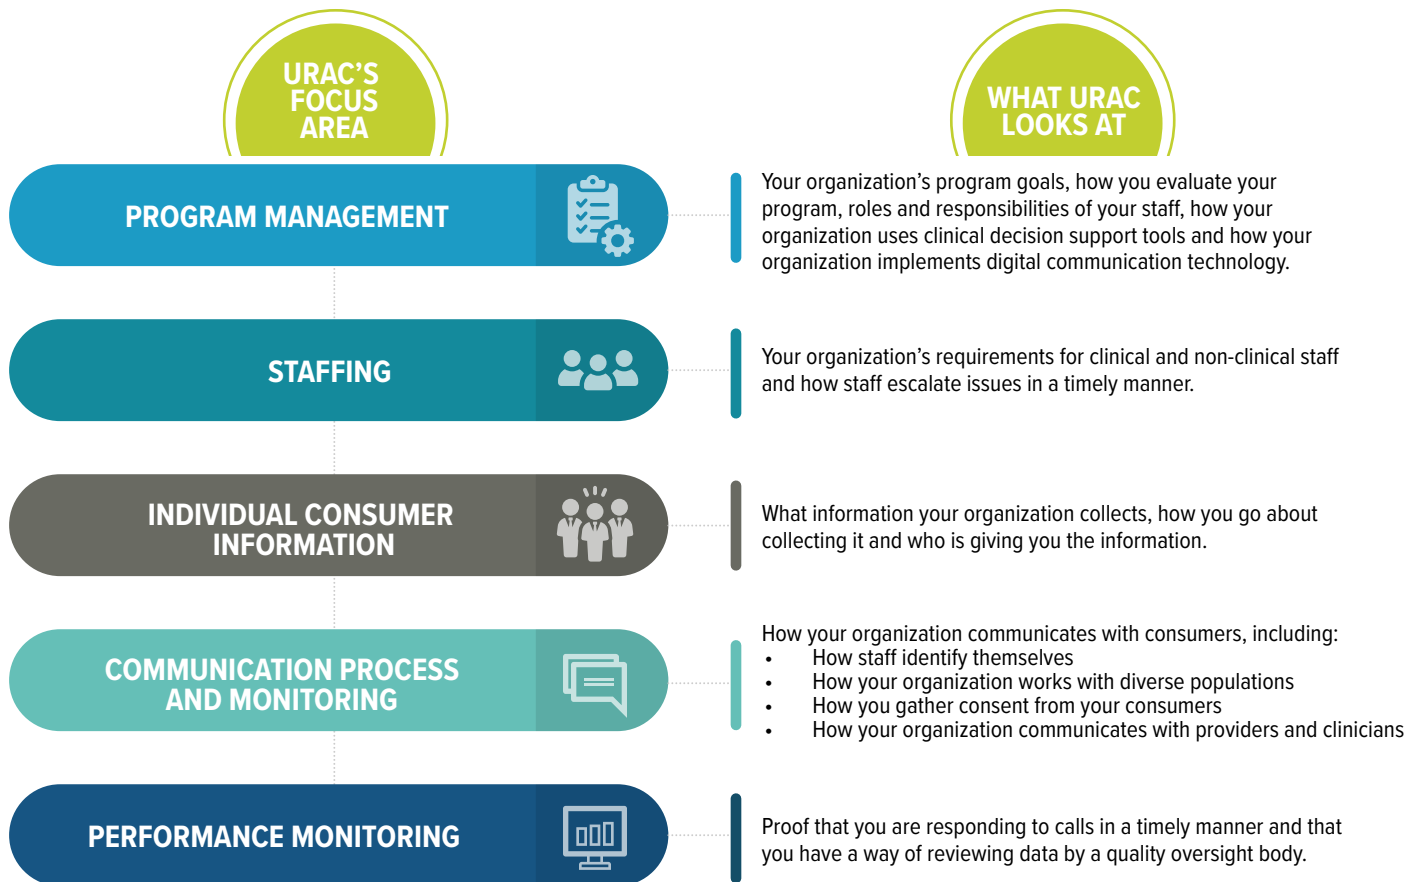 URAC’S
FOCUS
AREA
WHAT URAC
LOOKS AT
PROGRAM MANAGEMENT
Your organization’s program goals, how you evaluate your
program, roles and responsibilities of your staff, how your
organization uses clinical decision support tools and how your
organization implements digital communication technology.
STAFFING
Your organization’s requirements for clinical and non-clinical staff
and how staff escalate issues in a timely manner.
INDIVIDUAL CONSUMER
INFORMATION
What information your organization collects, how you go about
collecting it and who is giving you the information.
COMMUNICATION PROCESS
AND MONITORING
How your organization communicates with consumers, including:
• How staff identify themselves
• How your organization works with diverse populations
• How you gather consent from your consumers
• How your organization communicates with providers and clinicians
PERFORMANCE MONITORING
Proof that you are responding to calls in a timely manner and that
you have a way of reviewing data by a quality oversight body.